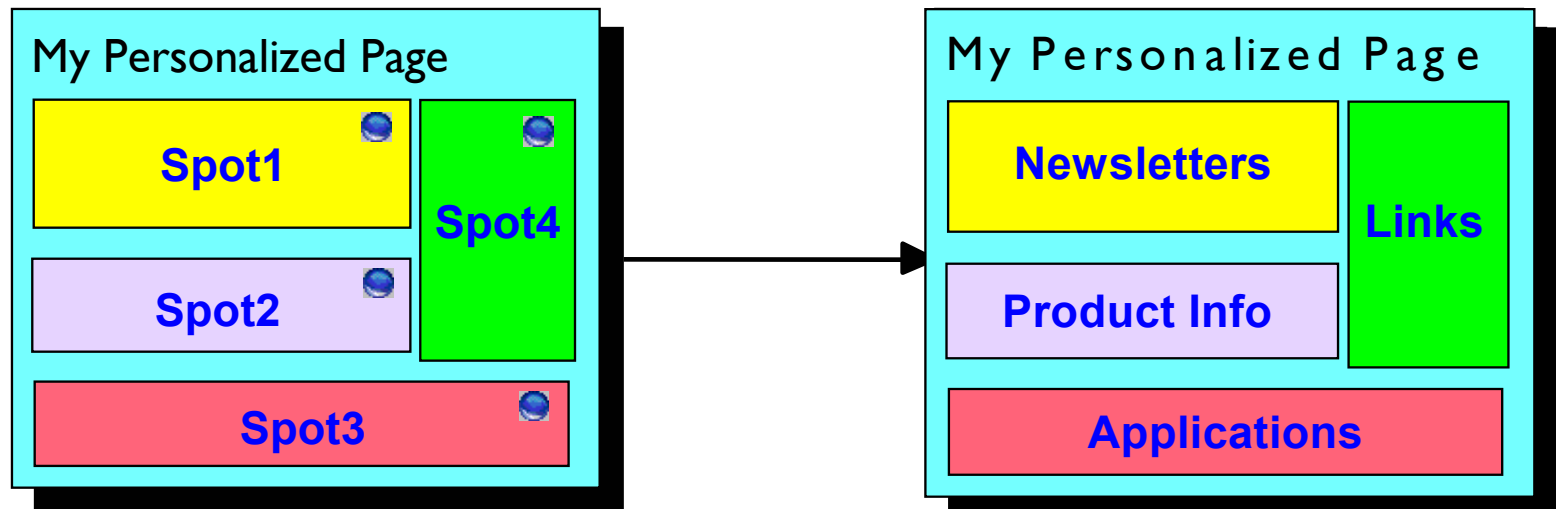 My Personalized Page
Spot1
Spot4
Spot2
Spot3
My Personalized Page
Newsletters
Links
Product Info
Applications